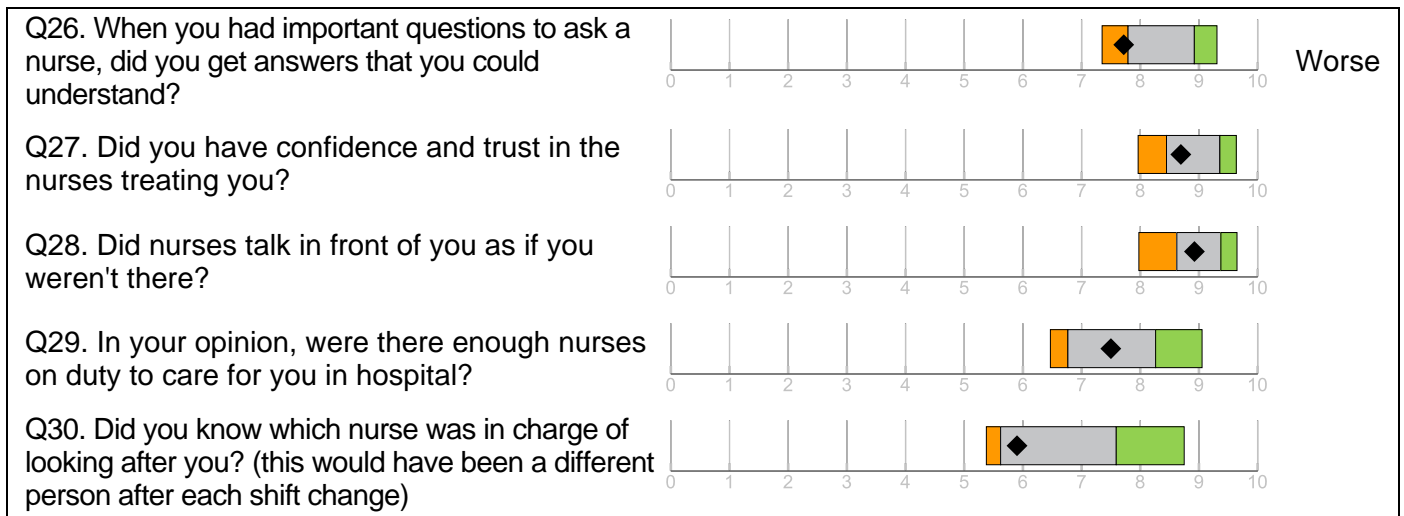 Q26. When you had important questions to ask a
nurse, did you get answers that you could
understand?
0 1 2 3 4 5 6 7 8 9 10
Worse
Q27. Did you have confidence and trust in the
nurses treating you?
0 1 2 3 4 5 6 7 8 9 10
Q28. Did nurses talk in front of you as if you
weren't there?
0 1 2 3 4 5 6 7 8 9 10
Q29. In your opinion, were there enough nurses
on duty to care for you in hospital?
0 1 2 3 4 5 6 7 8 9 10
Q30. Did you know which nurse was in charge of
looking after you? (this would have been a different
person after each shift change)
0 1 2 3 4 5 6 7 8 9 10